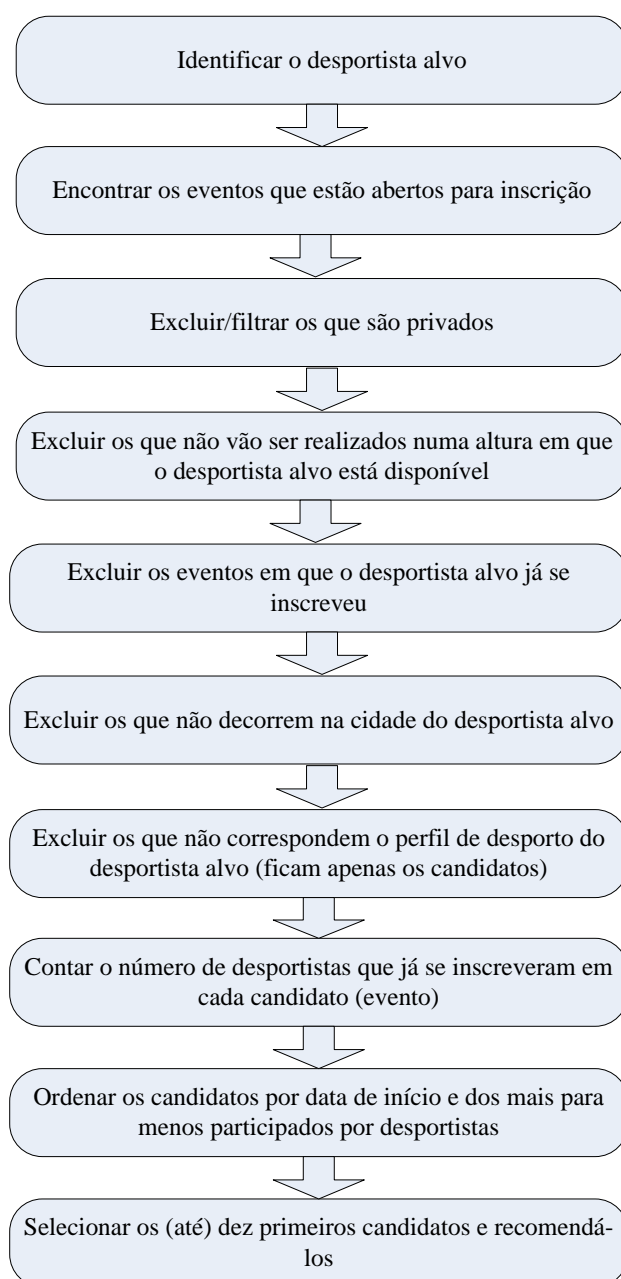 Identificar o desportista alvo
Encontrar os eventos que estão abertos para inscrição
Excluir/filtrar os que são privados
Excluir os que não vão ser realizados numa altura em que
o desportista alvo está disponível
Excluir os eventos em que o desportista alvo já se
inscreveu
Excluir os que não decorrem na cidade do desportista alvo
Excluir os que não correspondem o perfil de desporto do
desportista alvo (ficam apenas os candidatos)
Contar o número de desportistas que já se inscreveram em
cada candidato (evento)
Ordenar os candidatos por data de início e dos mais para
menos participados por desportistas
Selecionar os (até) dez primeiros candidatos e recomendá-
los